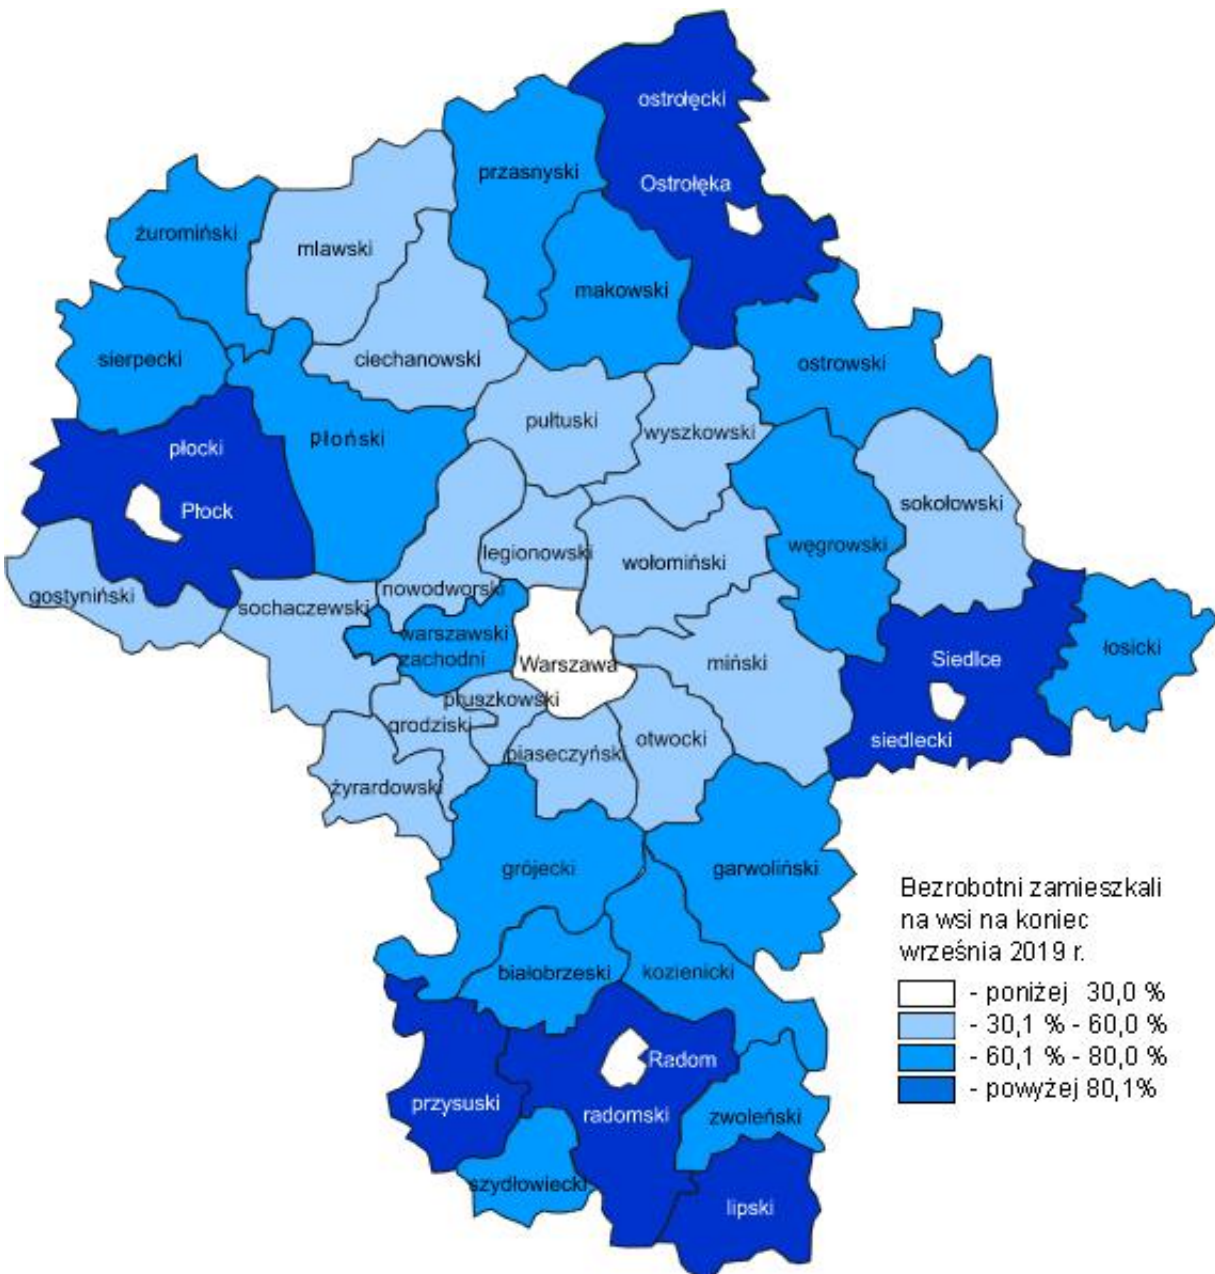 ostrołęcki
przasnyski
Ostrołęka
żuromiński
mlawski
makowski
sierpecki
ciechanowski
ostrowski
pułtuski
wyszkowski
płoński
płocki
Płock
sokołowski
legionowski
wołomiński
węgrowski
nowodworski
gostyniński
sochaczewski
warszawski
zachodni
Warszawa
miński
Siedlce
łosicki
pruszkowski
grodziski
otwocki
siedlecki
piaseczyński
żyrardowski
grójecki
garwoliński
Bezrobotni zamieszkali
na wsi na koniec
września 2019 r.
- poniżej 30,0 %
- 30,1 % - 60,0 %
- 60,1 % - 80,0 %
- powyżej 80,1%
białobrzeski
kozienicki
Radom
przysuski
radomski
zwoleński
szydłowiecki
lipski